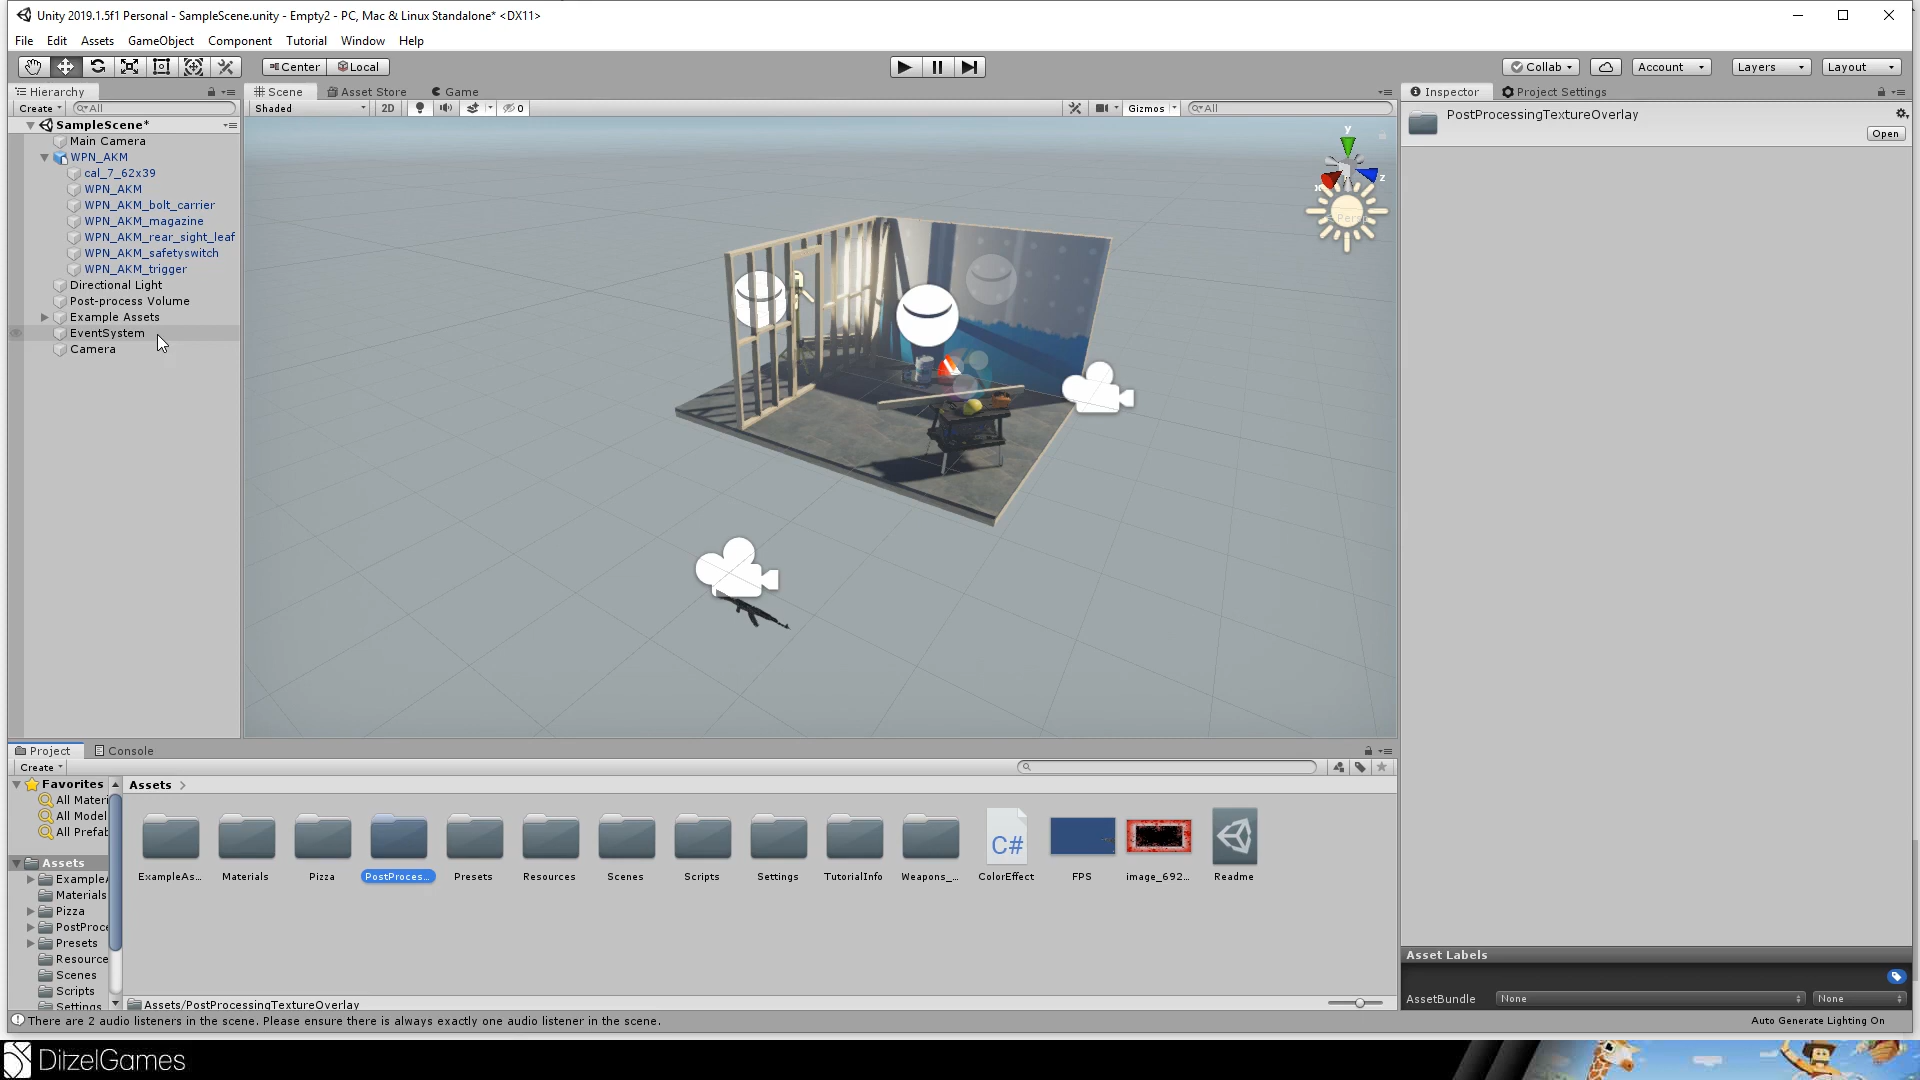 Unity 2019.1.5f1 Personal - SampleScene.unity - Empty2 - PC, Mac & Linux Standalone* <DX11>
File Edit Assets GameObject Component Tutorial Window Help
Center Local Collab Account Layers Layout
Hierarchy Scene Asset Store Game Inspector Project Settings
Create All Shaded 2D 0 Gizmos All
PostProcessingTextureOverlay
Open
SampleScene*
Main Camera
WPN_AKM
cal_7_62x39
WPN_AKM
WPN_AKM_bolt_carrier
WPN_AKM_magazine
WPN_AKM_rear_sight_leaf
WPN_AKM_safetyswitch
WPN_AKM_trigger
Directional Light
Post-process Volume
Example Assets
EventSystem
Camera
y
x
z
Project Console
Create
Favorites
All Materi
All Model
All Prefab
Assets
ExampleA
Materials
Pizza
PostProce
Presets
Resource
Scenes
Scripts
Settings
Assets
C#
ExampleAs... Materials Pizza PostProces... Presets Resources Scenes Scripts Settings TutorialInfo Weapons_... ColorEffect FPS image_692... Readme
Assets/PostProcessingTextureOverlay
Asset Labels
AssetBundle None None
There are 2 audio listeners in the scene. Please ensure there is always exactly one audio listener in the scene.
Auto Generate Lighting On
DitzelGames